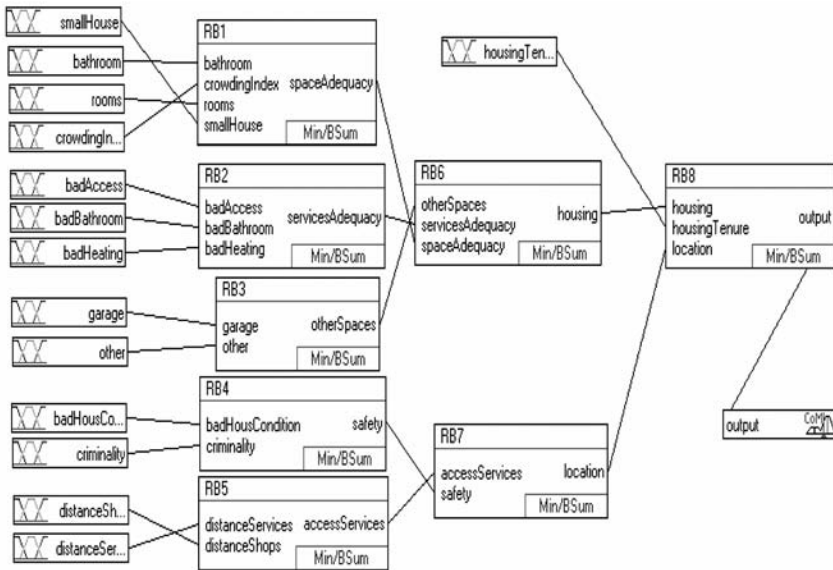 smallHouse
bathroom
rooms
crowdingIn...
RB1
bathroom
crowdingIndex
rooms
smallHouse
spaceAdequacy
Min/BSum
badAccess
badBathroom
badHeating
RB2
badAccess
badBathroom
badHeating
servicesAdequacy
Min/BSum
garage
other
RB3
garage
other
otherSpaces
Min/BSum
badHousCo...
criminality
RB4
badHousCondition
criminality
safety
Min/BSum
distanceSh...
distanceSer...
RB5
distanceServices
distanceShops
accessServices
Min/BSum
RB6
otherSpaces
servicesAdequacy
spaceAdequacy
housing
Min/BSum
RB7
accessServices
safety
location
Min/BSum
housingTen...
RB8
housing
housingTenure
location
output
Min/BSum
output